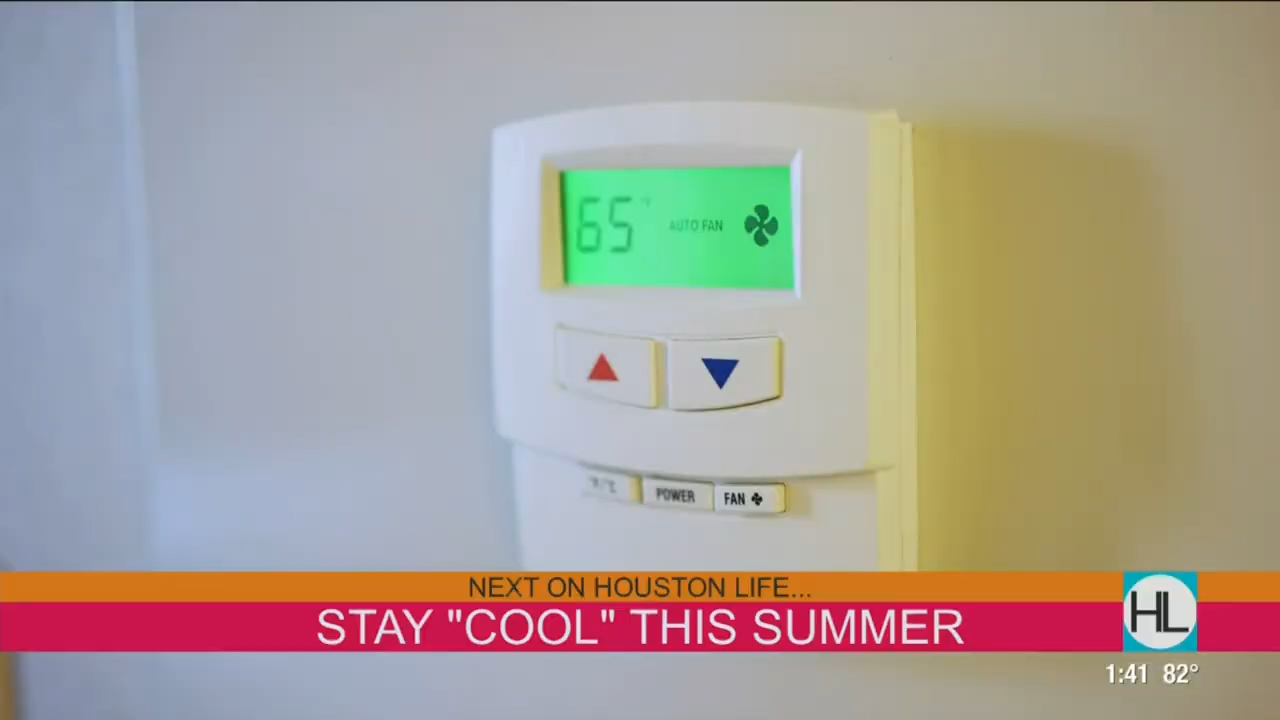 65 °F AUTO FAN
°F/°C POWER FAN
NEXT ON HOUSTON LIFE...
STAY "COOL" THIS SUMMER
HL
1:41 82°